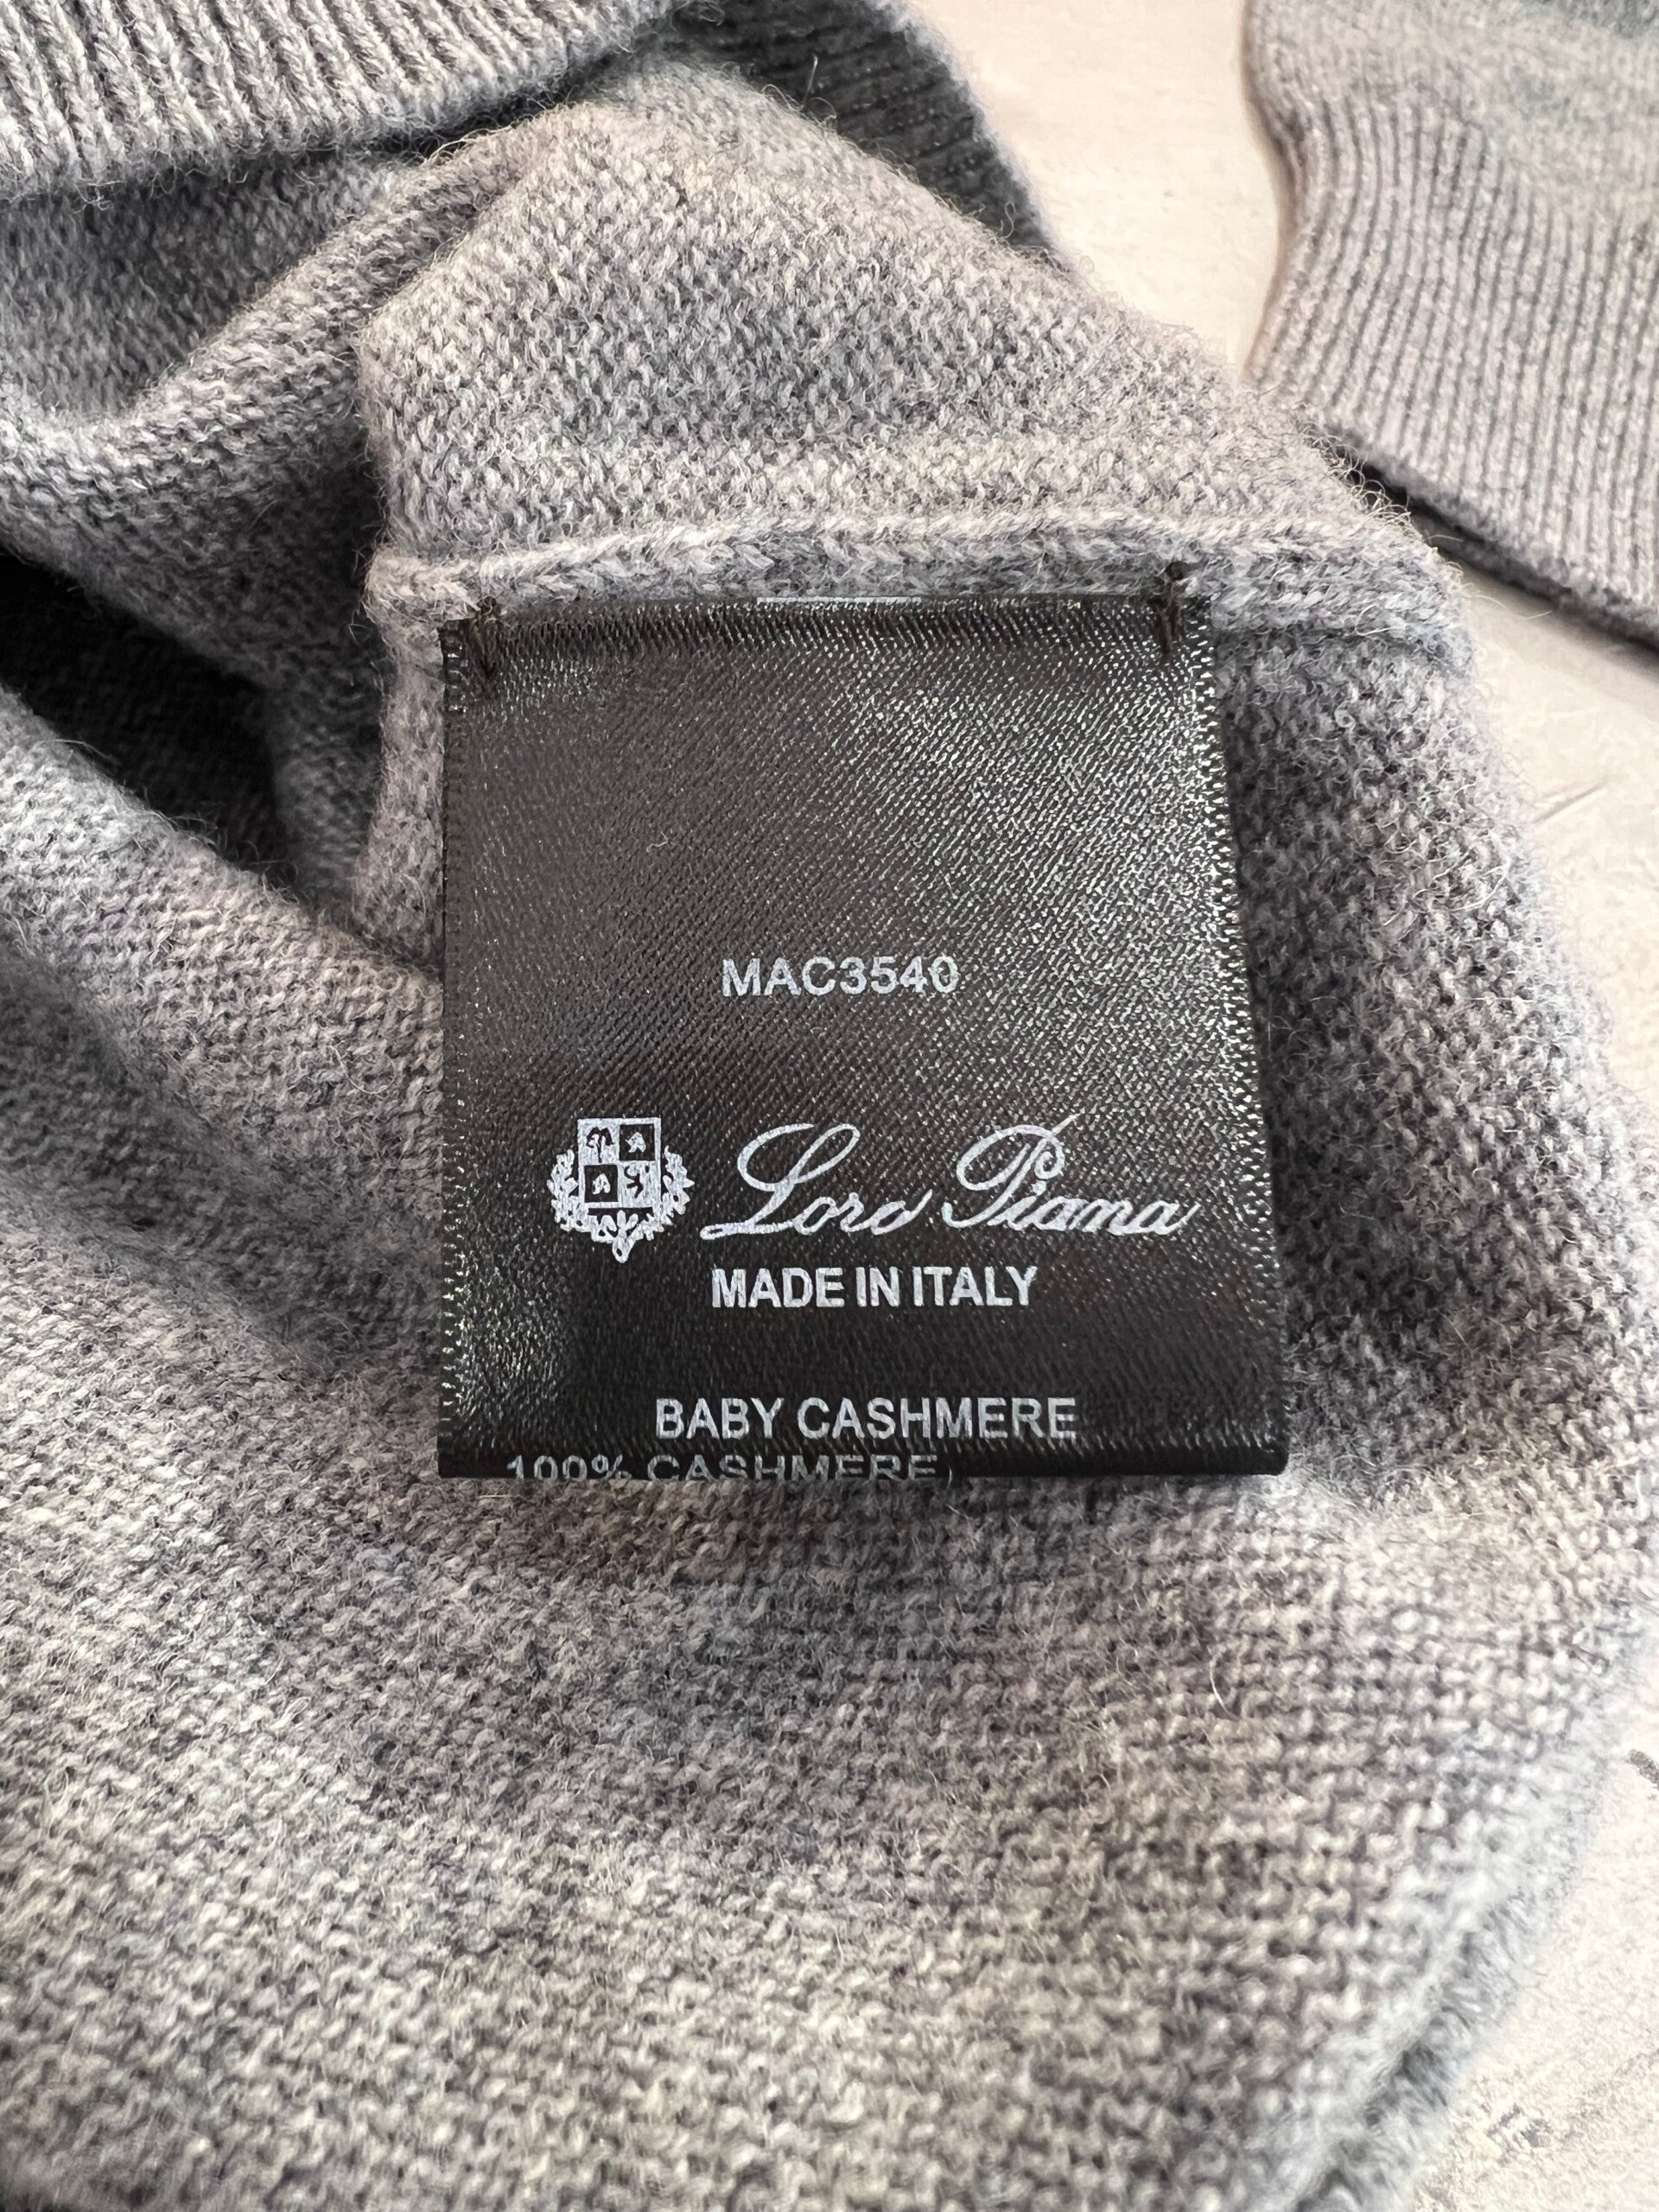 MAC3540
Loro Piana
MADE IN ITALY
BABY CASHMERE
100% CASHMERE